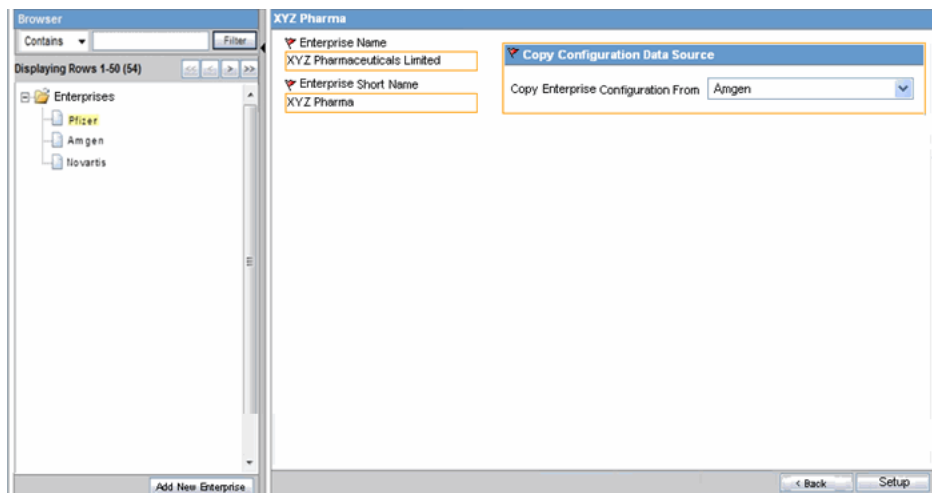 Browser
Contains
Filter
Displaying Rows 1-50 (54)
<< < > >>
Enterprises
Pfizer
Amgen
Novartis
Add New Enterprise
XYZ Pharma
Enterprise Name
XYZ Pharmaceuticals Limited
Enterprise Short Name
XYZ Pharma
Copy Configuration Data Source
Copy Enterprise Configuration From Amgen
< Back Setup